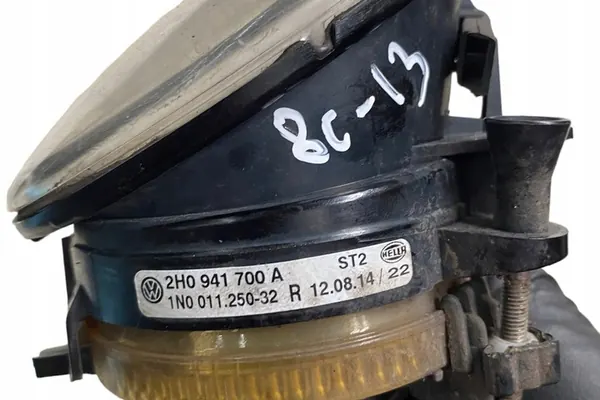 8C-13
2H0 941 700 A ST2 HELLA
1N0 011.250-32 R 12.08.14/22